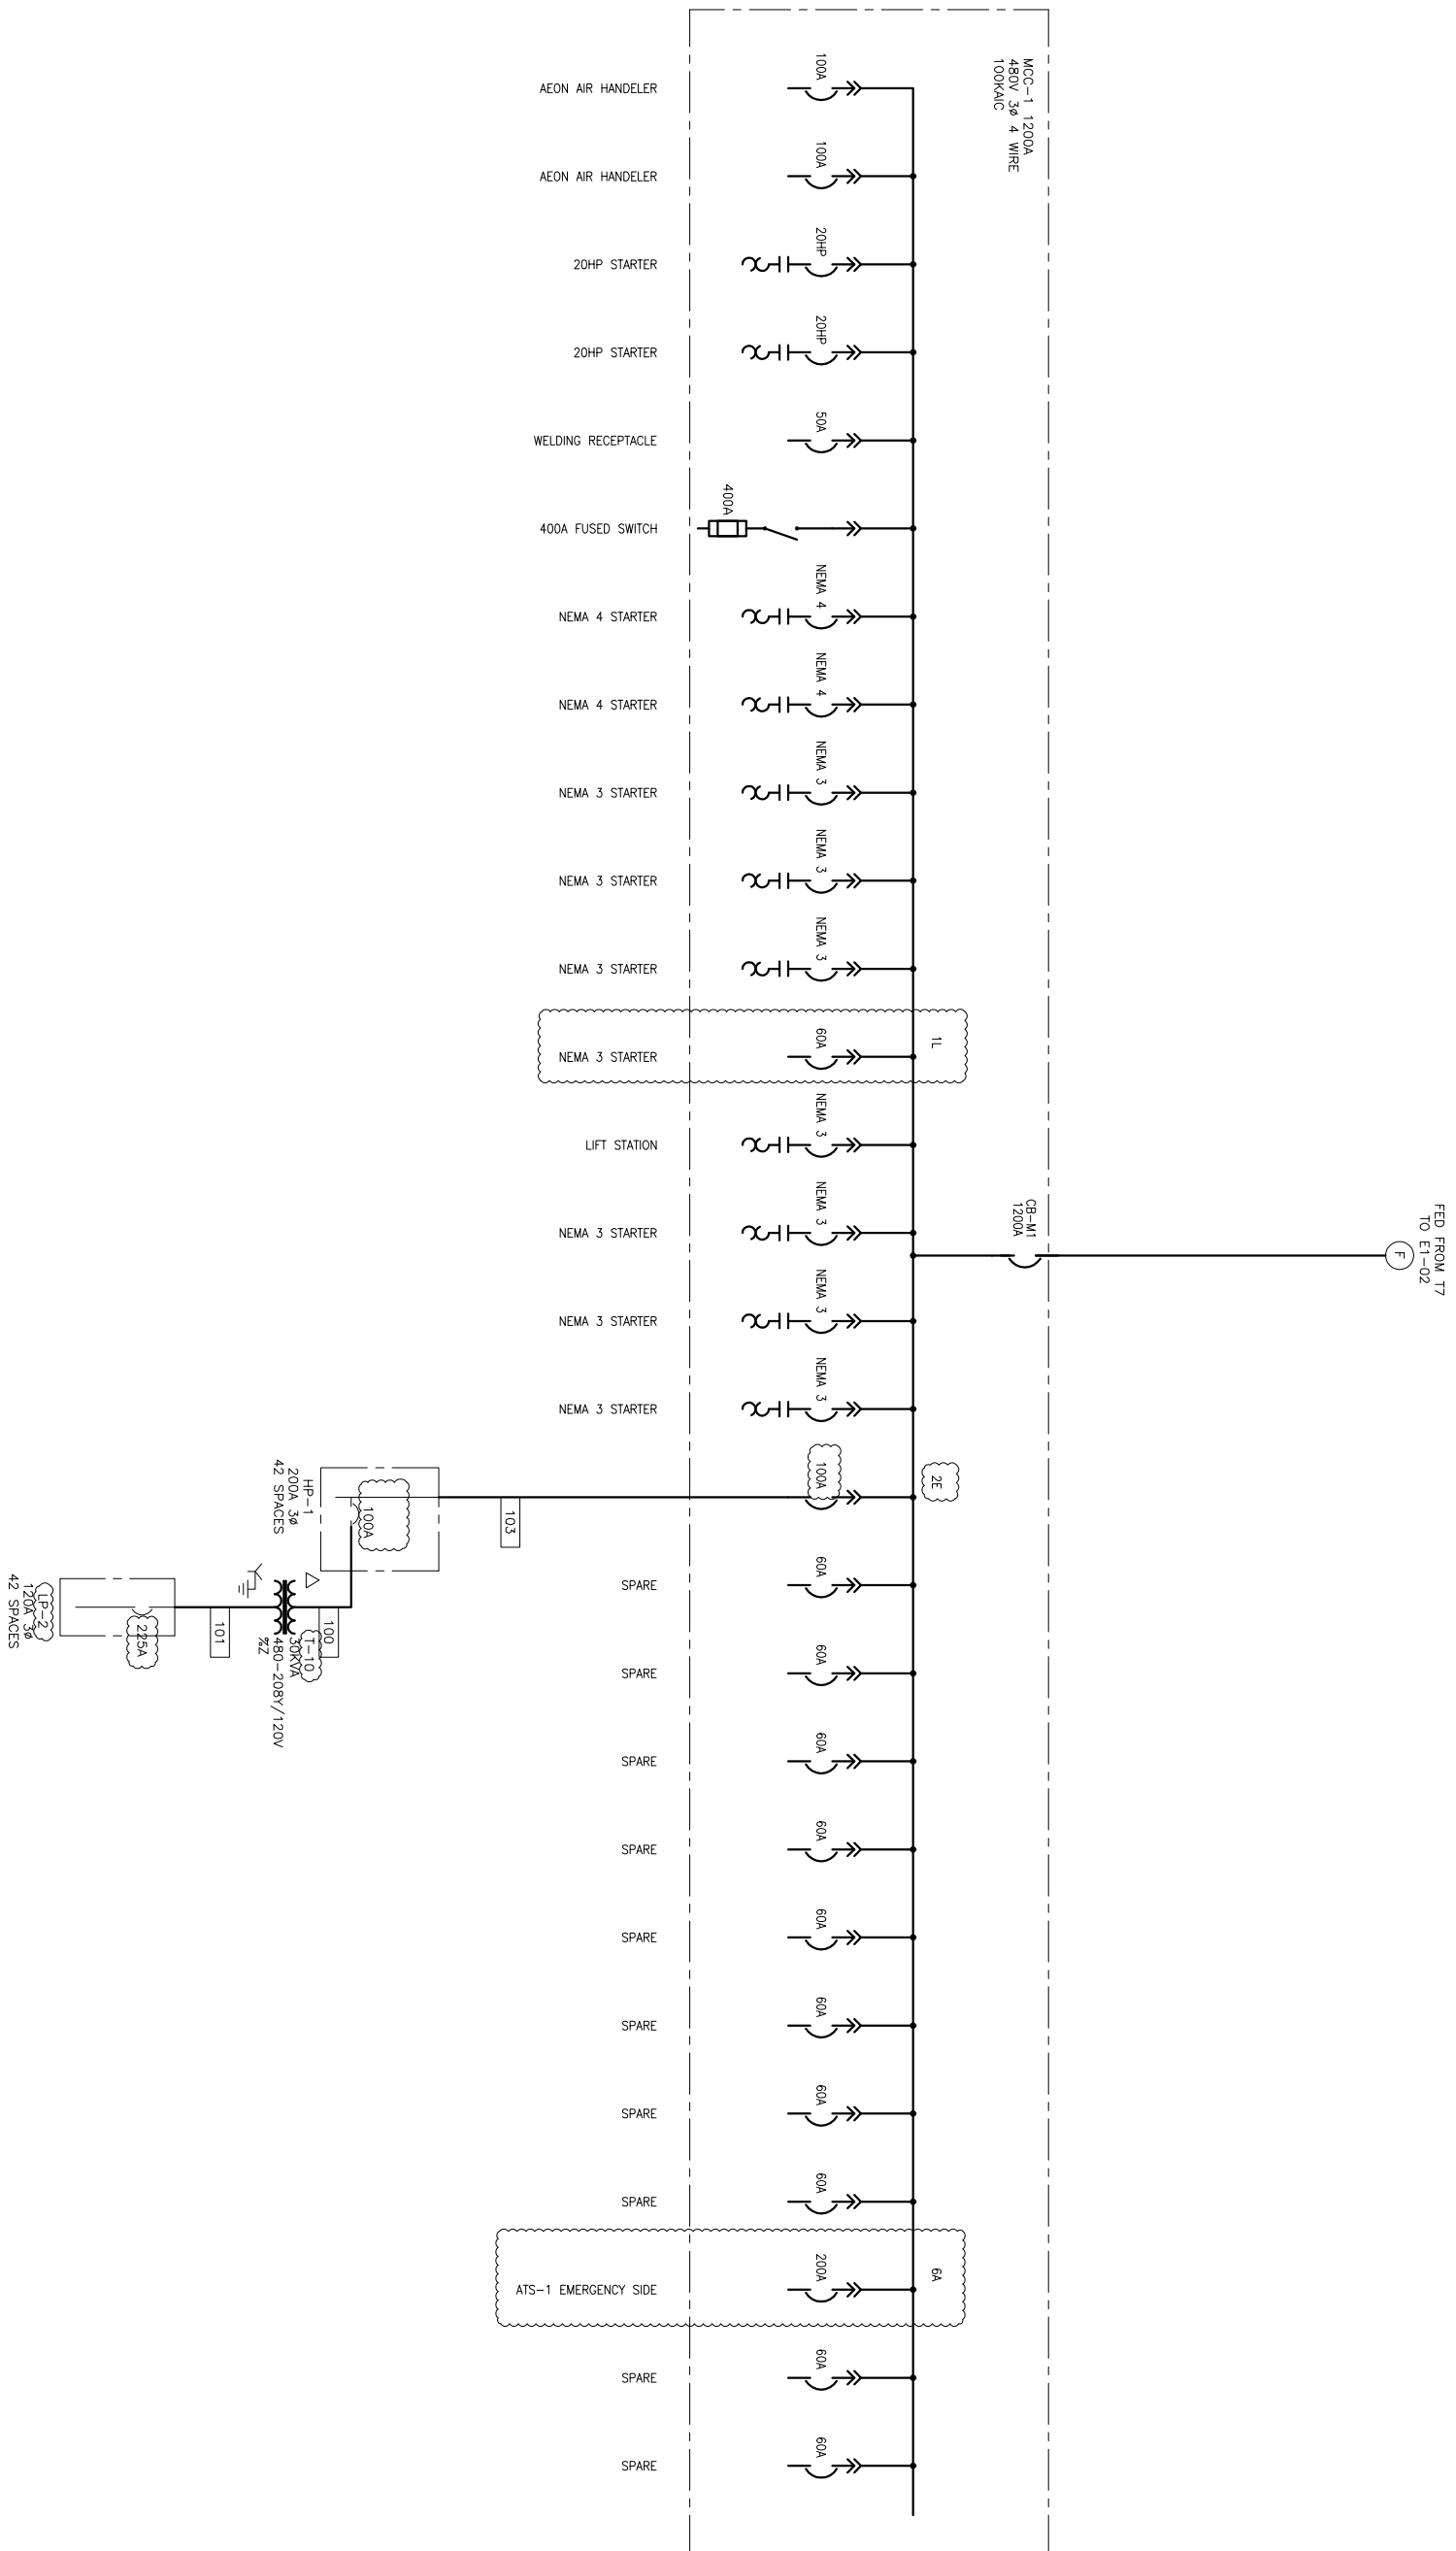 FED FROM T7
TO E1-02
F
MCC-1 1200A
480V 3ø 4 WIRE
100KAIC
CB-M1
1200A
100A
AEON AIR HANDELER
100A
AEON AIR HANDELER
20HP
20HP STARTER
20HP
20HP STARTER
50A
WELDING RECEPTACLE
400A
400A FUSED SWITCH
NEMA 4
NEMA 4 STARTER
NEMA 4
NEMA 4 STARTER
NEMA 3
NEMA 3 STARTER
NEMA 3
NEMA 3 STARTER
NEMA 3
NEMA 3 STARTER
1L
60A
NEMA 3 STARTER
NEMA 3
LIFT STATION
NEMA 3
NEMA 3 STARTER
NEMA 3
NEMA 3 STARTER
NEMA 3
NEMA 3 STARTER
2E
100A
103
100A
HP-1
200A 3ø
42 SPACES
100
T-10
30KVA
480-208Y/120V
%Z
101
225A
LP-2
120A 3ø
42 SPACES
60A
SPARE
60A
SPARE
60A
SPARE
60A
SPARE
60A
SPARE
60A
SPARE
60A
SPARE
60A
SPARE
6A
200A
ATS-1 EMERGENCY SIDE
60A
SPARE
60A
SPARE